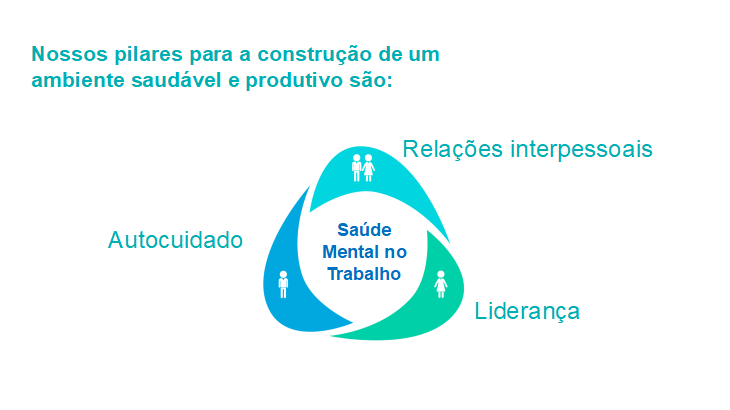 Nossos pilares para a construção de um
ambiente saudável e produtivo são:
Relações interpessoais
Autocuidado
Saúde
Mental no
Trabalho
Liderança